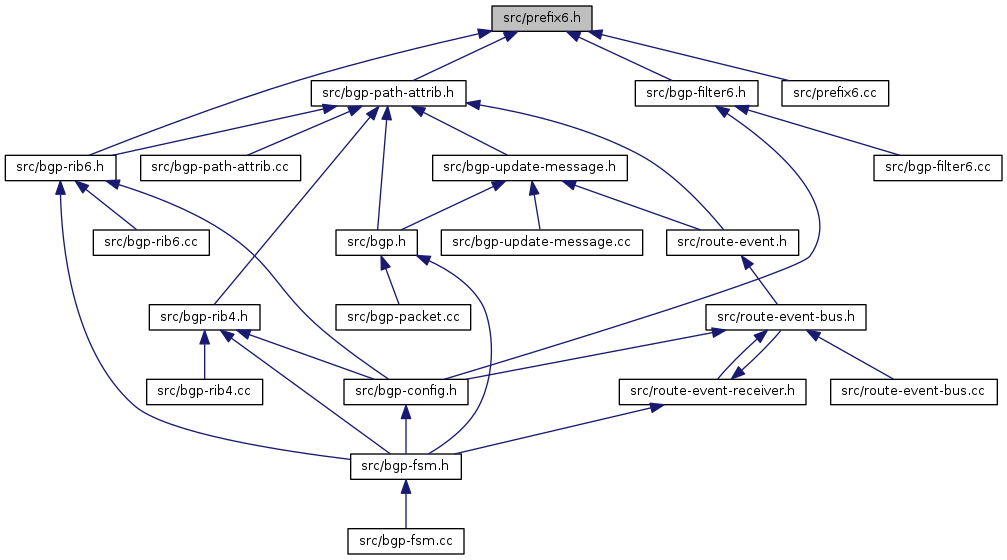 src/prefix6.h
src/bgp-path-attrib.h
src/bgp-filter6.h
src/prefix6.cc
src/bgp-rib6.h
src/bgp-path-attrib.cc
src/bgp-update-message.h
src/bgp-filter6.cc
src/bgp-rib6.cc
src/bgp.h
src/bgp-update-message.cc
src/route-event.h
src/bgp-rib4.h
src/bgp-packet.cc
src/route-event-bus.h
src/bgp-rib4.cc
src/bgp-config.h
src/route-event-receiver.h
src/route-event-bus.cc
src/bgp-fsm.h
src/bgp-fsm.cc